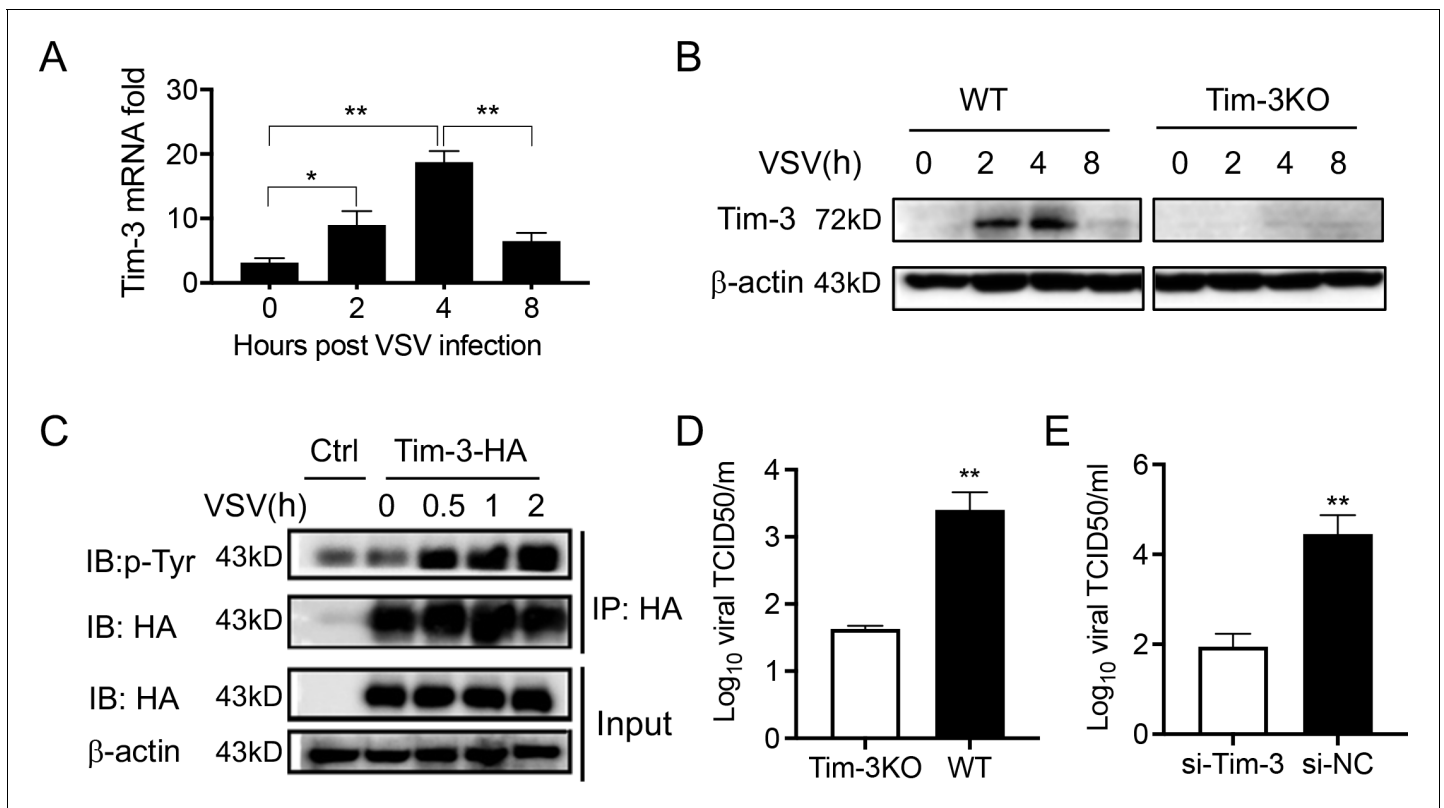 A
Tim-3 mRNA fold
30
20
10
0
**
**
*
0 2 4 8
Hours post VSV infection
B
WT Tim-3KO
VSV(h) 0 2 4 8 0 2 4 8
Tim-3 72kD
β-actin 43kD
C
Ctrl Tim-3-HA
VSV(h) 0 0.5 1 2
IB:p-Tyr 43kD
IB: HA 43kD
IP: HA
IB: HA 43kD
β-actin 43kD
Input
D
Log10 viral TCID50/m
4
3
2
1
0
**
Tim-3KO WT
E
Log10 viral TCID50/ml
6
4
2
0
**
si-Tim-3 si-NC